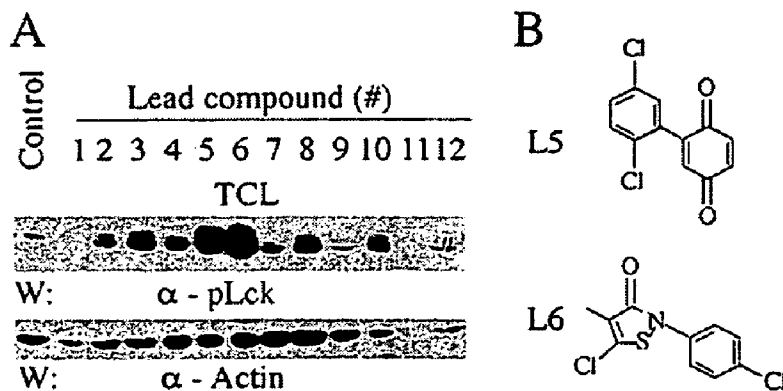 A
Control
Lead compound (#)
1 2 3 4 5 6 7 8 9 10 11 12
TCL
W: α - pLck
W: α - Actin
B
L5
Cl
O
Cl
O
L6
O
N
S
Cl
Cl